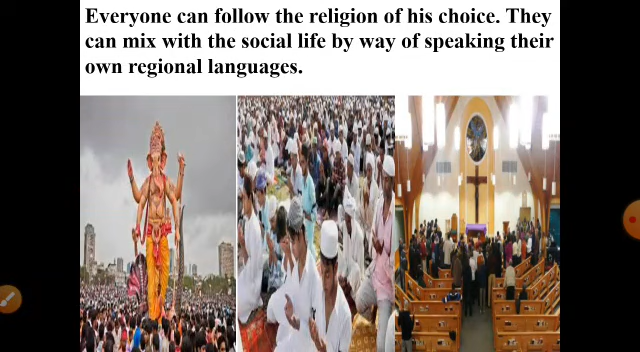 Everyone can follow the religion of his choice. They
can mix with the social life by way of speaking their
own regional languages.